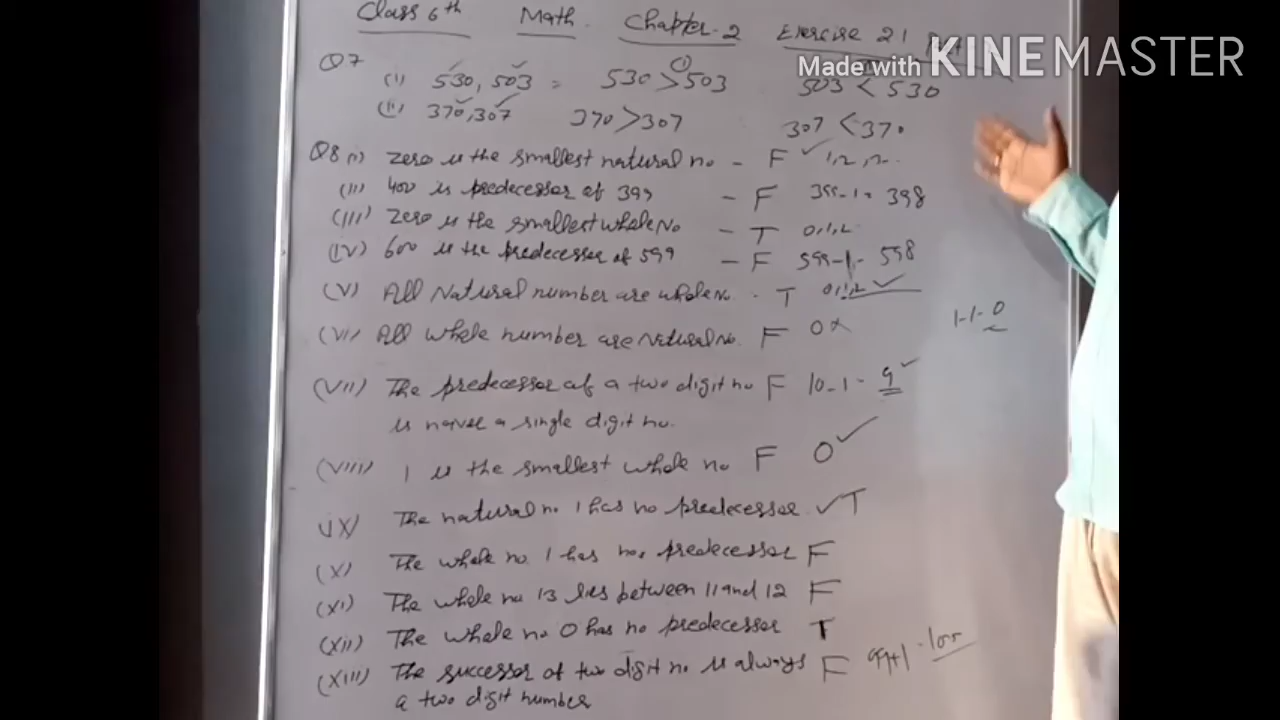 Class 6th Math Chapter-2 Exercise 2.1
Made with KINEMASTER
Q7 (i) 530, 503 = 530 > 503 503 < 530
(ii) 370, 307 370 > 307 307 < 370
Q8 (i) Zero is the smallest natural no - F ✓ 1, 2,
(ii) 400 is predecessor of 399 - F 399-1= 398
(iii) Zero is the smallest whole No - T 0,1,2
(iv) 600 is the predecesser of 599 - F 599-1- 598
(v) All Natural number are whole No. - T 0,1,2 ✓
(vi) All whole number are Natural No. F 0 x 1-1-0
(vii) The predecesser of a two digit no F 10-1- 9 ✓
is naver a single digit no.
(viii) 1 is the smallest whole no F 0 ✓
(ix) The natural no 1 has no predecesser ✓ T
(x) The whole no. 1 has no predecesser F
(xi) The whole no 13 lies between 11 and 12 F
(xii) The whole no 0 has no predecesser T
(xiii) The successor of two digit no is always F 99+1 - 100
a two digit number